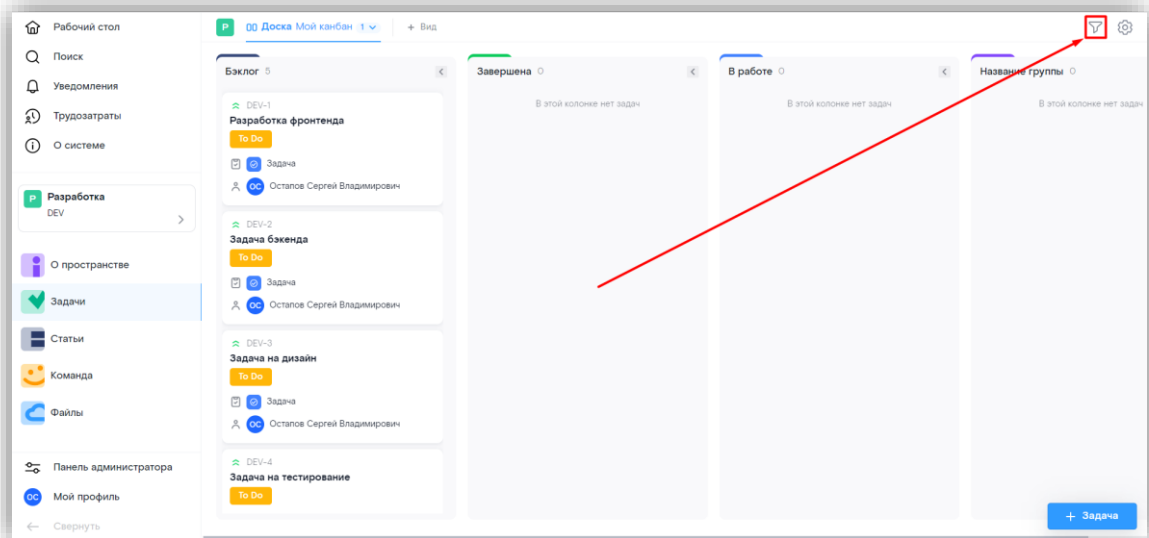 Рабочий стол
Поиск
Уведомления
Трудозатраты
О системе
Р Разработка
DEV
О пространстве
Задачи
Статьи
Команда
Файлы
Панель администратора
ОС Мой профиль
Свернуть
Р Доска Мой канбан 1 + Вид
Бэклог 5
DEV-1
Разработка фронтенда
To Do
Задача
ОС Остапов Сергей Владимирович
DEV-2
Задача бэкенда
To Do
Задача
ОС Остапов Сергей Владимирович
DEV-3
Задача на дизайн
To Do
Задача
ОС Остапов Сергей Владимирович
DEV-4
Задача на тестирование
To Do
Завершена 0
В этой колонке нет задач
В работе 0
В этой колонке нет задач
Название группы 0
В этой колонке нет задач
+ Задача